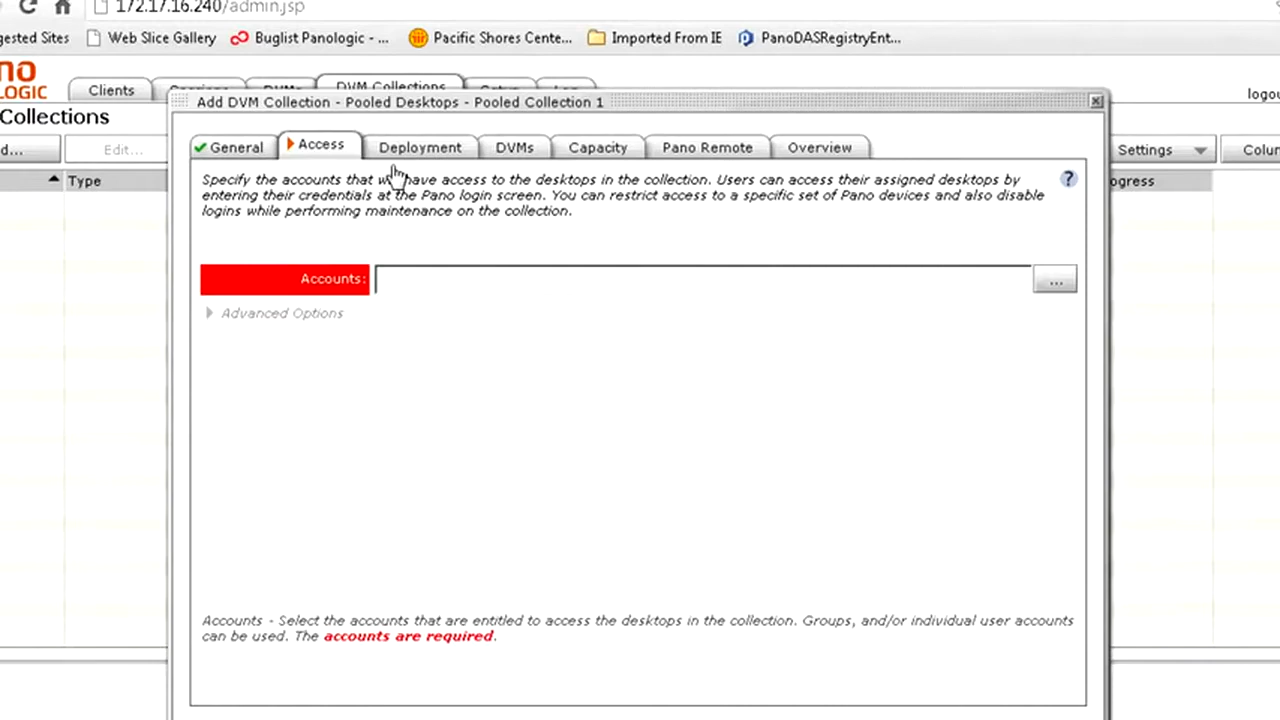 172.17.16.240/admin.jsp
gested Sites Web Slice Gallery Buglist Panologic - ... Pacific Shores Cente... Imported From IE PanoDASRegistryEnt...
no
LOGIC
Clients DVM Collections
logou
Add DVM Collection - Pooled Desktops - Pooled Collection 1
Collections
d... Edit... Settings Colun
General Access Deployment DVMs Capacity Pano Remote Overview
Type ogress
Specify the accounts that w have access to the desktops in the collection. Users can access their assigned desktops by
entering their credentials at the Pano login screen. You can restrict access to a specific set of Pano devices and also disable
logins while performing maintenance on the collection.
?
Accounts: ...
Advanced Options
Accounts - Select the accounts that are entitled to access the desktops in the collection. Groups, and/or individual user accounts
can be used. The accounts are required.